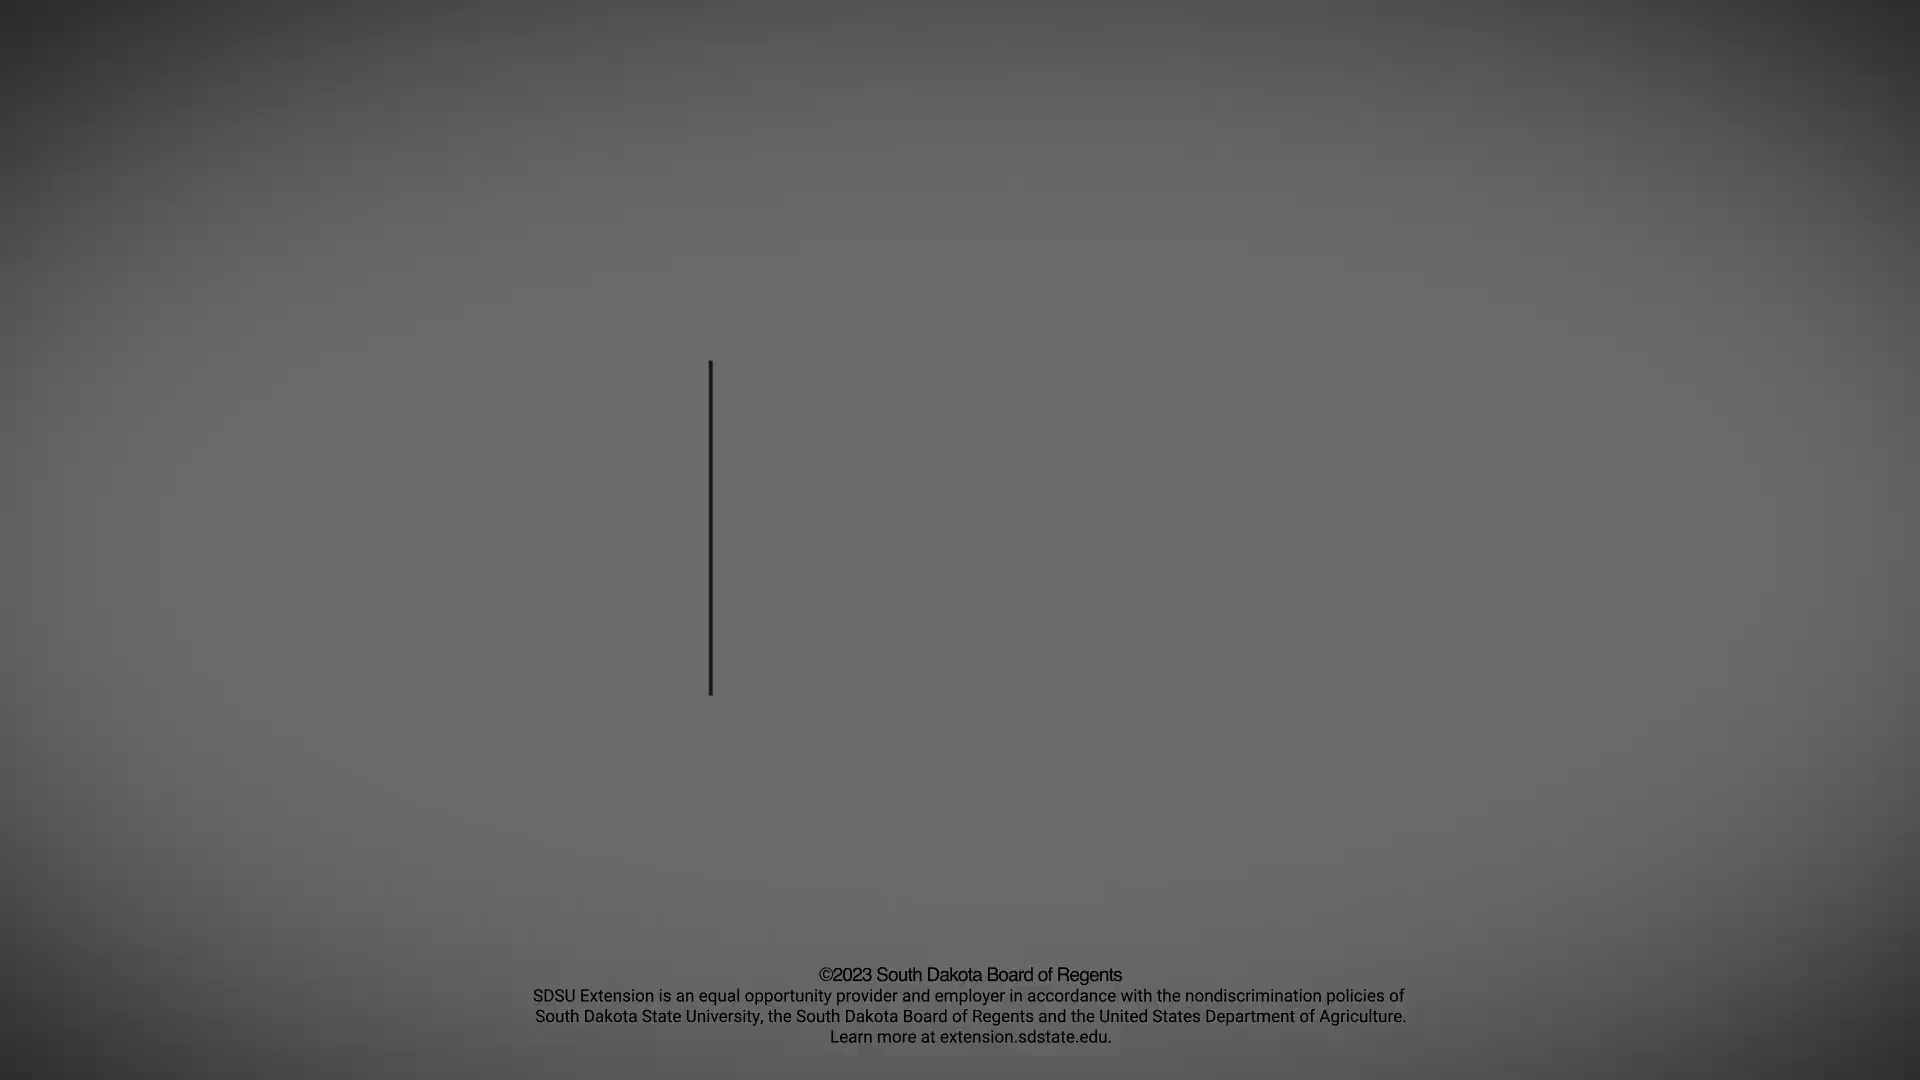 ©2023 South Dakota Board of Regents
SDSU Extension is an equal opportunity provider and employer in accordance with the nondiscrimination policies of
South Dakota State University, the South Dakota Board of Regents and the United States Department of Agriculture.
Learn more at extension.sdstate.edu.